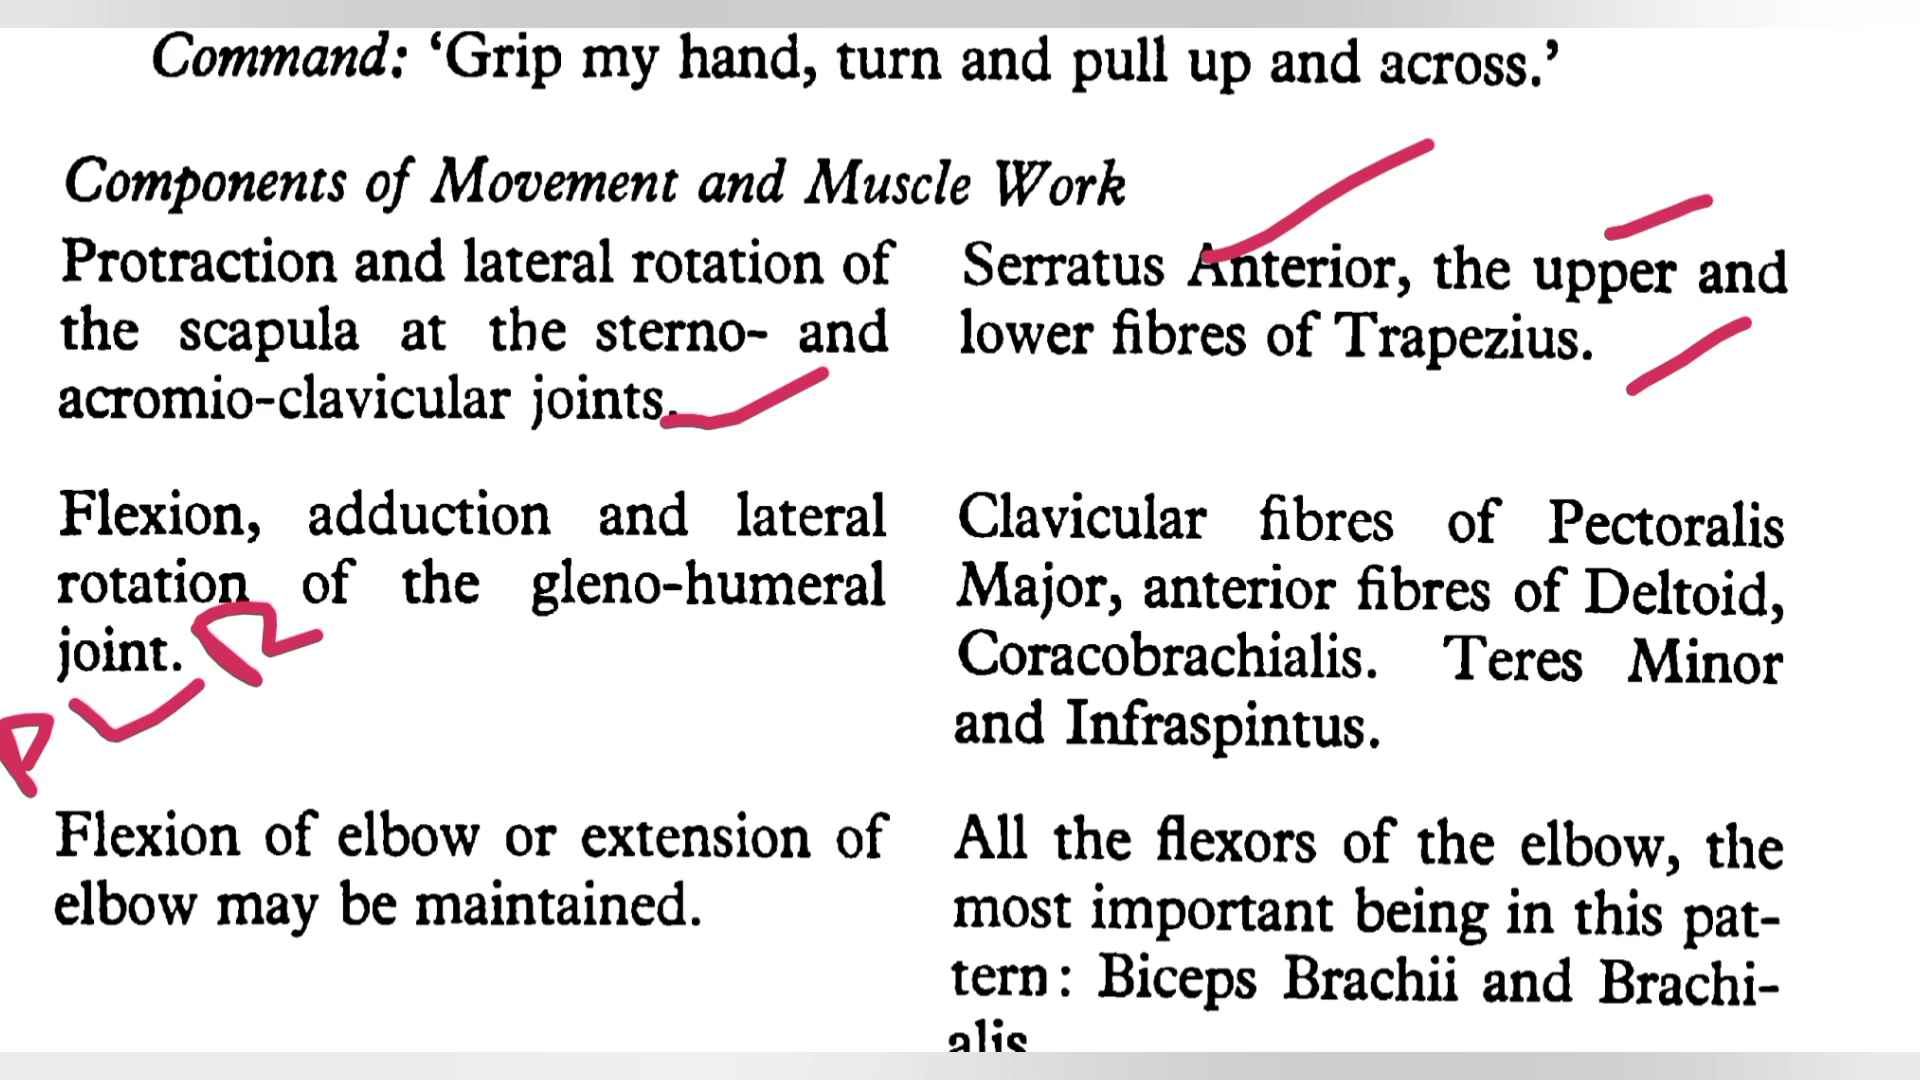 Command: ‘Grip my hand, turn and pull up and across.’
Components of Movement and Muscle Work
Protraction and lateral rotation of
the scapula at the sterno- and
acromio-clavicular joints.
Serratus Anterior, the upper and
lower fibres of Trapezius.
Flexion, adduction and lateral
rotation of the gleno-humeral
joint.
Clavicular fibres of Pectoralis
Major, anterior fibres of Deltoid,
Coracobrachialis. Teres Minor
and Infraspintus.
Flexion of elbow or extension of
elbow may be maintained.
All the flexors of the elbow, the
most important being in this pat-
tern: Biceps Brachii and Brachi-
alis